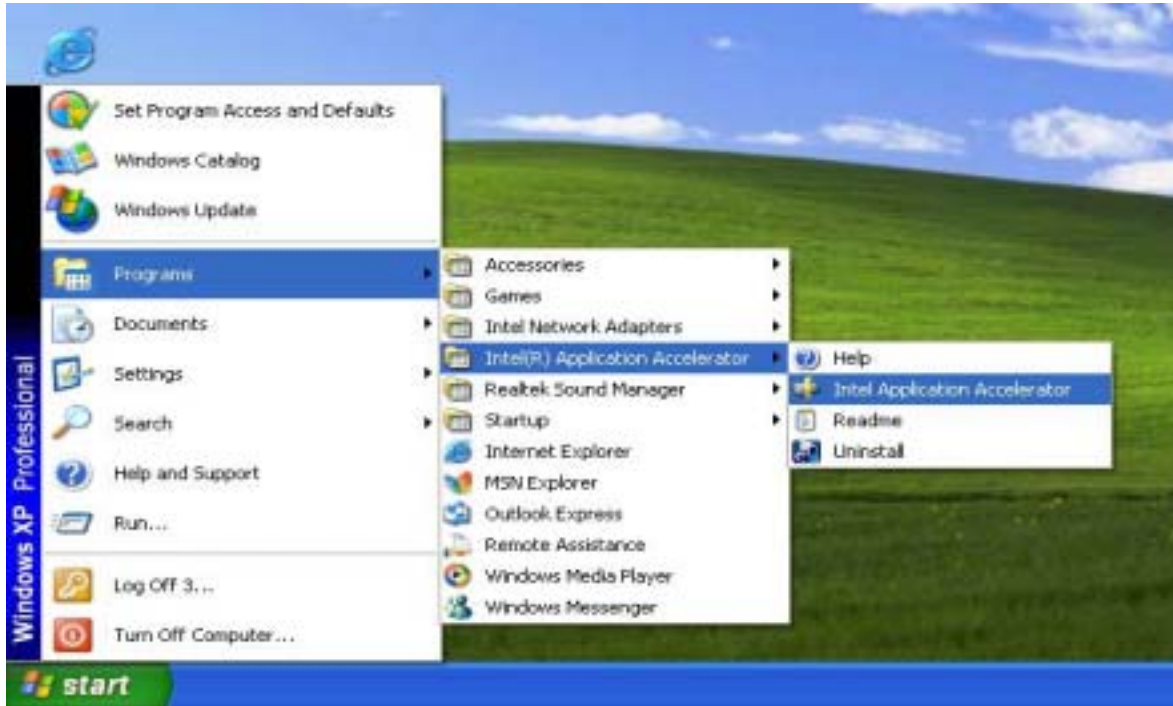 Set Program Access and Defaults
Windows Catalog
Windows Update
Programs
Documents
Settings
Search
Help and Support
Run...
Log Off 3...
Turn Off Computer...
Windows XP Professional
Accessories
Games
Intel Network Adapters
Intel(R) Application Accelerator
Realtek Sound Manager
Startup
Internet Explorer
MSN Explorer
Outlook Express
Remote Assistance
Windows Media Player
Windows Messenger
Help
Intel Application Accelerator
Readme
Uninstall
start